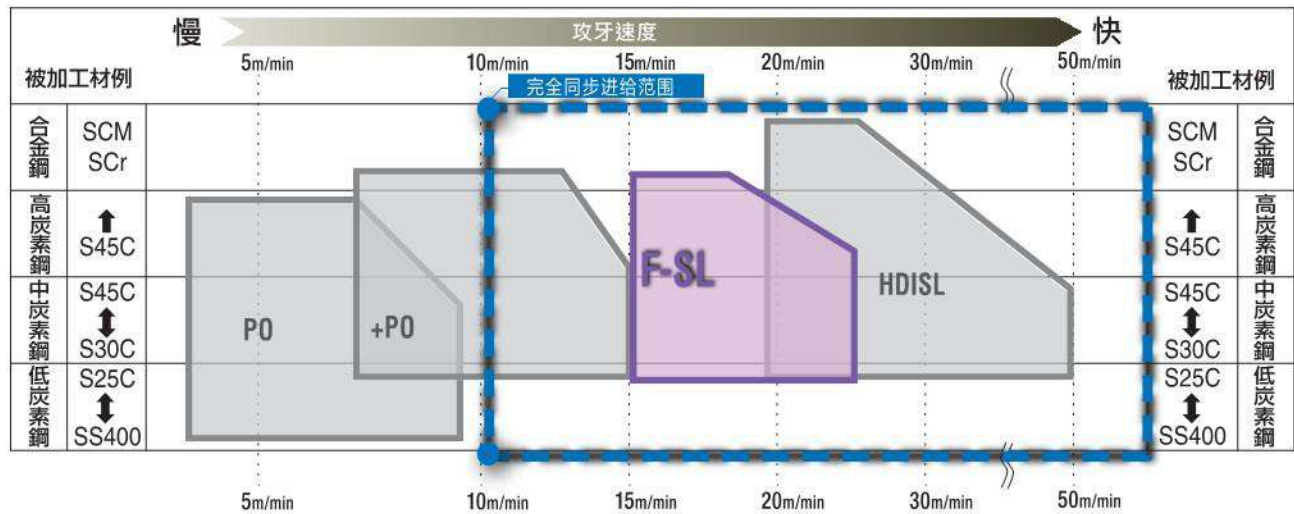 慢 攻牙速度 快
被加工材例 5m/min 10m/min 15m/min 20m/min 30m/min 50m/min 被加工材例
完全同步进给范围
合金鋼 SCM SCM 合金鋼
SCr SCr
高炭素鋼 S45C S45C 高炭素鋼
F-SL
HDISL
PO +PO
中炭素鋼 S45C S45C 中炭素鋼
S30C S30C
低炭素鋼 S25C S25C 低炭素鋼
SS400 SS400
5m/min 10m/min 15m/min 20m/min 30m/min 50m/min